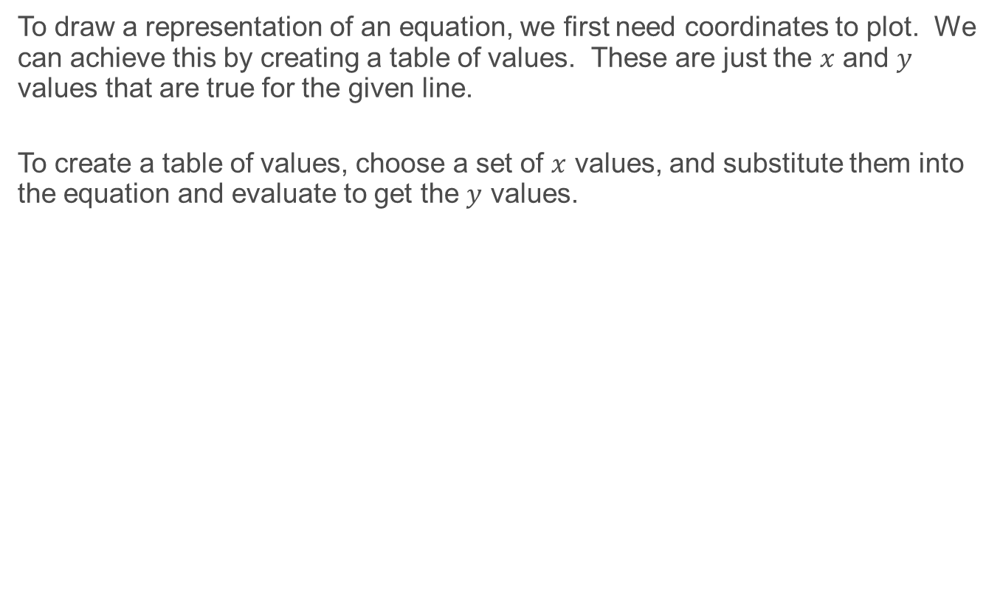 To draw a representation of an equation, we first need coordinates to plot.  We
can achieve this by creating a table of values.  These are just the 𝑥 and 𝑦
values that are true for the given line.
To create a table of values, choose a set of 𝑥 values, and substitute them into
the equation and evaluate to get the 𝑦 values.